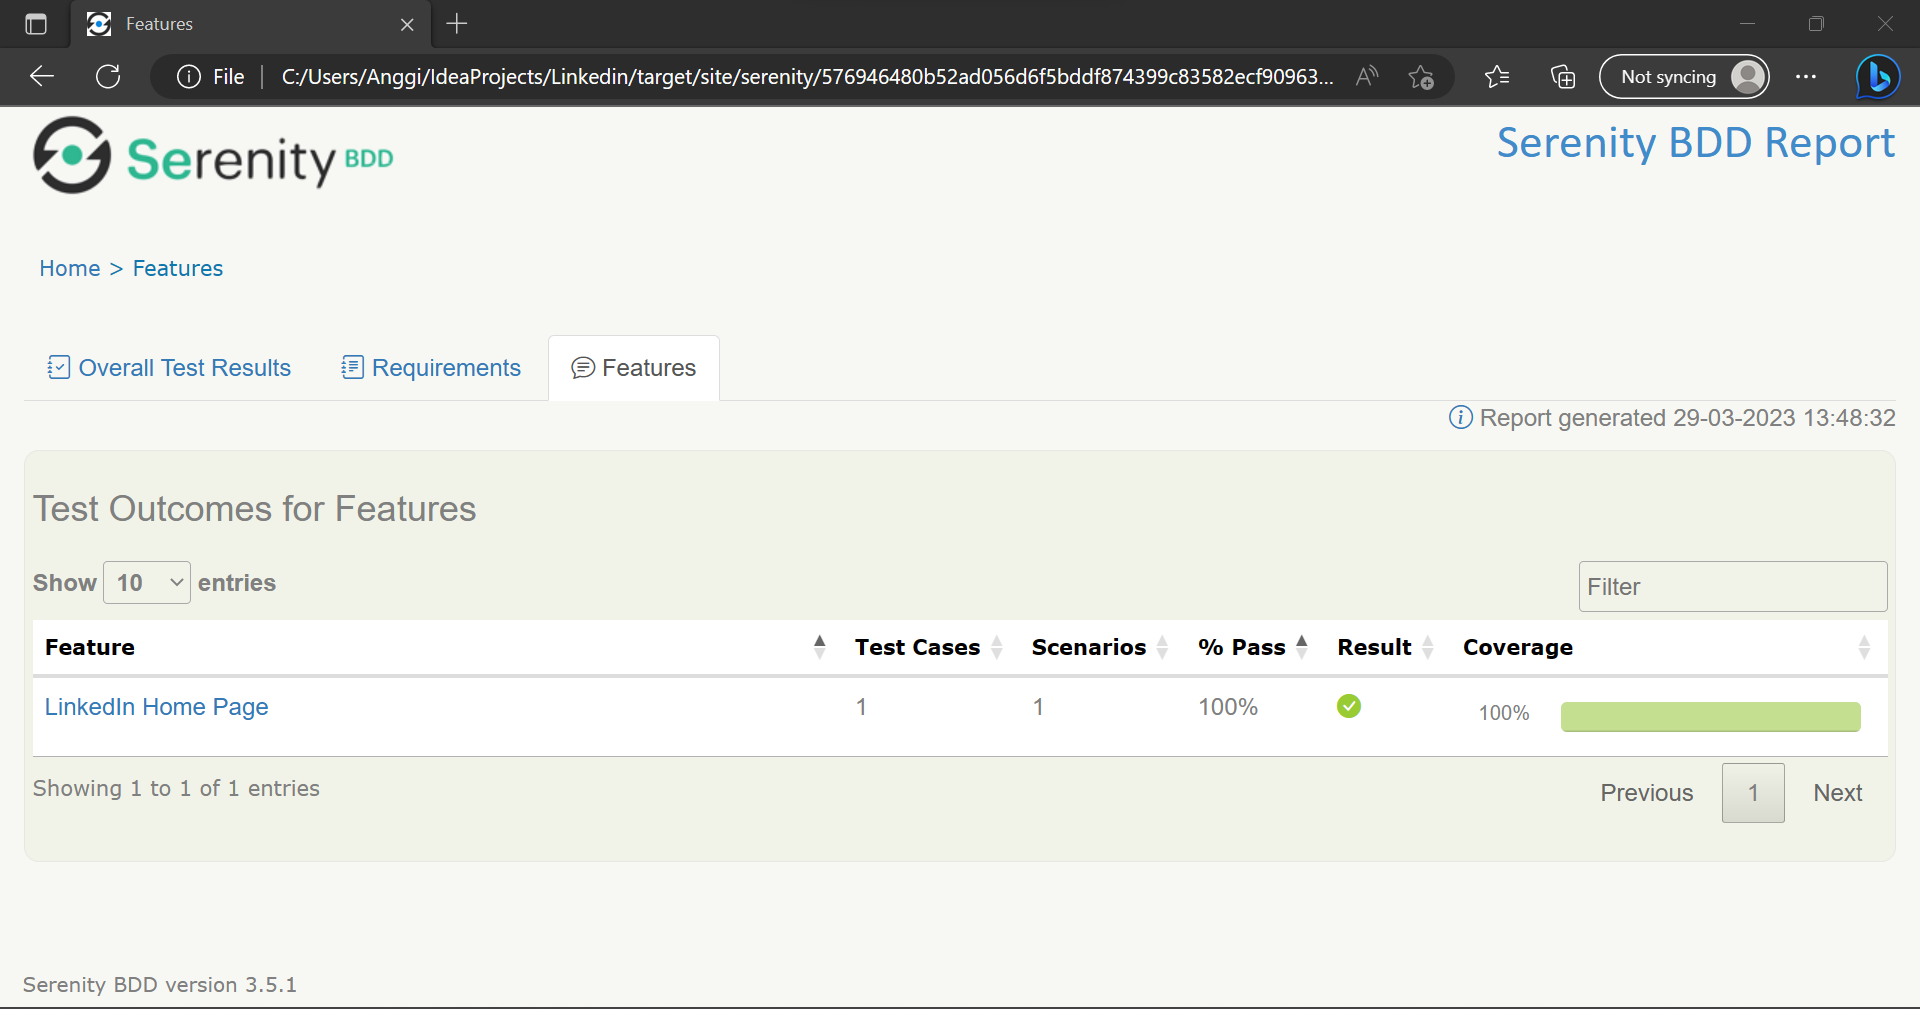 Features
File
C:/Users/Anggi/IdeaProjects/Linkedin/target/site/serenity/576946480b52ad056d6f5bddf874399c83582ecf90963...
Not syncing
Serenity BDD
Serenity BDD Report
Home > Features
Overall Test Results
Requirements
Features
Report generated 29-03-2023 13:48:32
Test Outcomes for Features
Show 10 entries
Filter
Feature Test Cases Scenarios % Pass Result Coverage
LinkedIn Home Page 1 1 100% 100%
Showing 1 to 1 of 1 entries
Previous 1 Next
Serenity BDD version 3.5.1